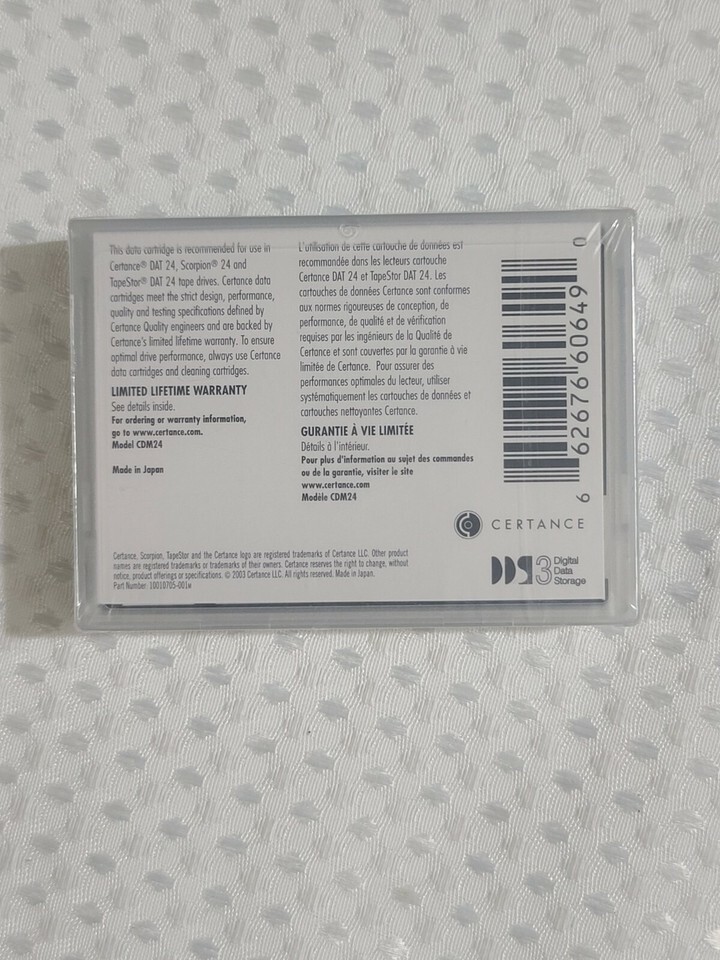 This data cartridge is recommended for use in
Certance® DAT 24, Scorpion® 24 and
TapeStor® DAT 24 tape drives. Certance data
cartridges meet the strict design, performance,
quality and testing specifications defined by
Certance Quality engineers and are backed by
Certance's limited lifetime warranty. To ensure
optimal drive performance, always use Certance
data cartridges and cleaning cartridges.
LIMITED LIFETIME WARRANTY
See details inside.
For ordering or warranty information,
go to www.certance.com.
Model CDM24
Made in Japan
L'utilisation de cette cartouche de données est
recommandée dans les lecteurs cartouche
Certance DAT 24 et TapeStor DAT 24. Les
cartouches de données Certance sont conformes
aux normes rigoureuses de conception, de
performance, de qualité et de vérification
requises par les ingénieurs de la Qualité de
Certance et sont couvertes par la garantie à vie
limitée de Certance. Pour assurer des
performances optimales du lecteur, utiliser
systématiquement les cartouches de données et
cartouches nettoyantes Certance.
GURANTIE À VIE LIMITÉE
Détails à l'intérieur.
Pour plus d'information au sujet des commandes
ou de la garantie, visiter le site
www.certance.com
Modèle CDM24
6 62676 60649 0
CERTANCE
DDS3 Digital
Data
Storage
Certance, Scorpion, TapeStor and the Certance logo are registered trademarks of Certance LLC. Other product
names are registered trademarks or trademarks of their owners. Certance reserves the right to change, without
notice, product offerings or specifications. © 2003 Certance LLC. All rights reserved. Made in Japan.
Part Number: 10010705-001w